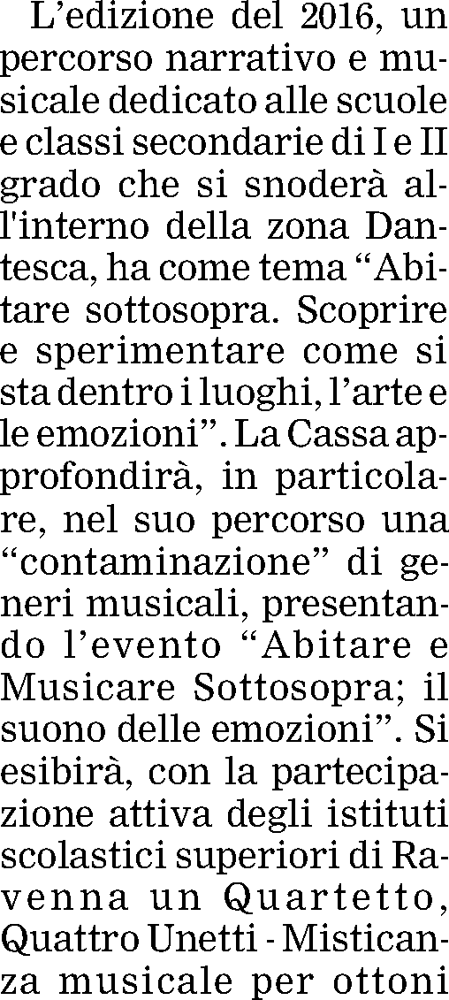 L’edizione del 2016, un
percorso narrativo e mu-
sicale dedicato alle scuole
e classi secondarie di I e II
grado che si snoderà al-
l'interno della zona Dan-
tesca, ha come tema “Abi-
tare sottosopra. Scoprire
e sperimentare come si
sta dentro i luoghi, l’arte e
le emozioni”. La Cassa ap-
profondirà, in particola-
re, nel suo percorso una
“contaminazione” di ge-
neri musicali, presentan-
do l’evento “Abitare e
Musicare Sottosopra; il
suono delle emozioni”. Si
esibirà, con la partecipa-
zione attiva degli istituti
scolastici superiori di Ra-
venna un Quartetto,
Quattro Unetti - Mistican-
za musicale per ottoni